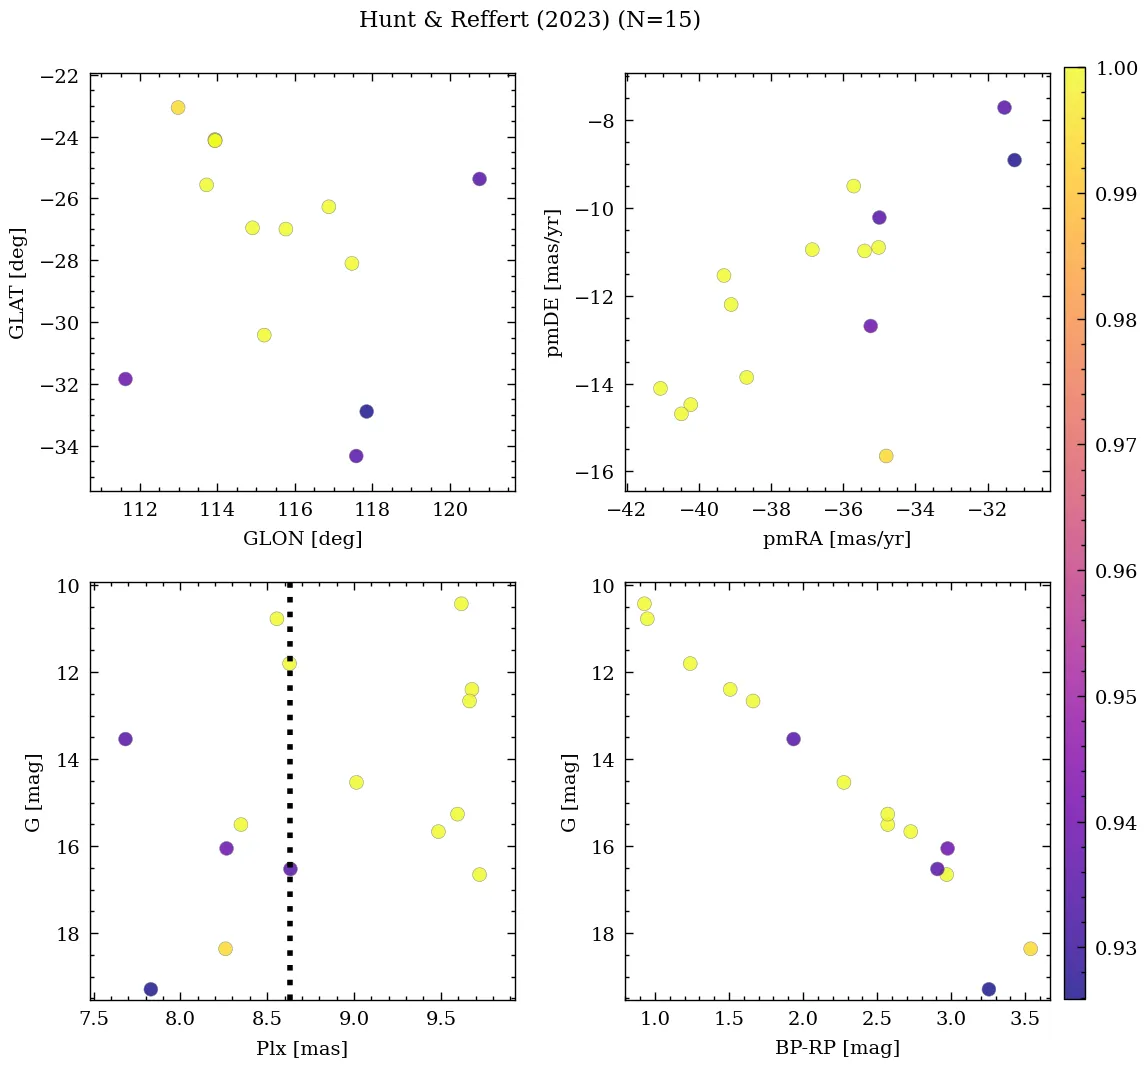 Hunt & Reffert (2023) (N=15)
−22
−24
−26
−28
−30
−32
−34
GLAT [deg]
112 114 116 118 120
GLON [deg]
−8
−10
−12
−14
−16
pmDE [mas/yr]
−42 −40 −38 −36 −34 −32
pmRA [mas/yr]
10
12
14
16
18
G [mag]
7.5 8.0 8.5 9.0 9.5
Plx [mas]
10
12
14
16
18
G [mag]
1.0 1.5 2.0 2.5 3.0 3.5
BP-RP [mag]
1.00
0.99
0.98
0.97
0.96
0.95
0.94
0.93